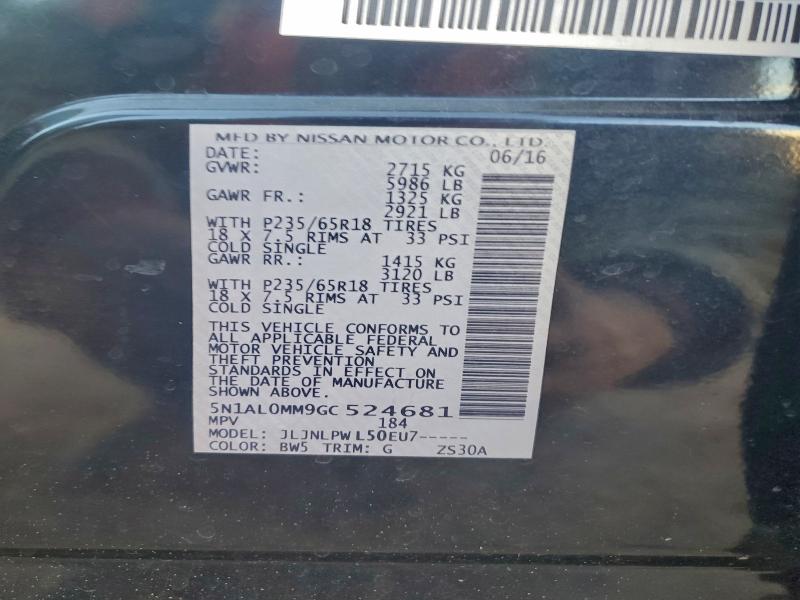 MFD BY NISSAN MOTOR CO., LTD.
DATE: 06/16
GVWR: 2715 KG
5986 LB
GAWR FR.: 1325 KG
2921 LB
WITH P235/65R18 TIRES
18 X 7.5 RIMS AT 33 PSI
COLD SINGLE
GAWR RR.: 1415 KG
3120 LB
WITH P235/65R18 TIRES
18 X 7.5 RIMS AT 33 PSI
COLD SINGLE
THIS VEHICLE CONFORMS TO
ALL APPLICABLE FEDERAL
MOTOR VEHICLE SAFETY AND
THEFT PREVENTION
STANDARDS IN EFFECT ON
THE DATE OF MANUFACTURE
SHOWN ABOVE.
5N1AL0MM9GC 524681
MPV 184
MODEL: JLJNLPW L50EU7-----
COLOR: BW5 TRIM: G ZS30A